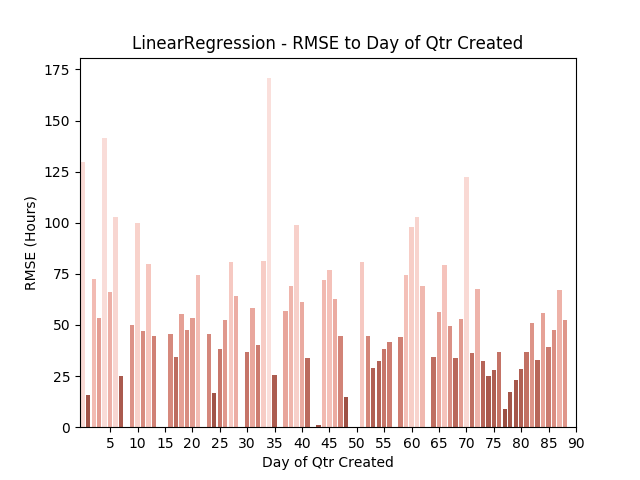 LinearRegression - RMSE to Day of Qtr Created
175
150
125
100
75
50
25
0
RMSE (Hours)
5 10 15 20 25 30 35 40 45 50 55 60 65 70 75 80 85 90
Day of Qtr Created